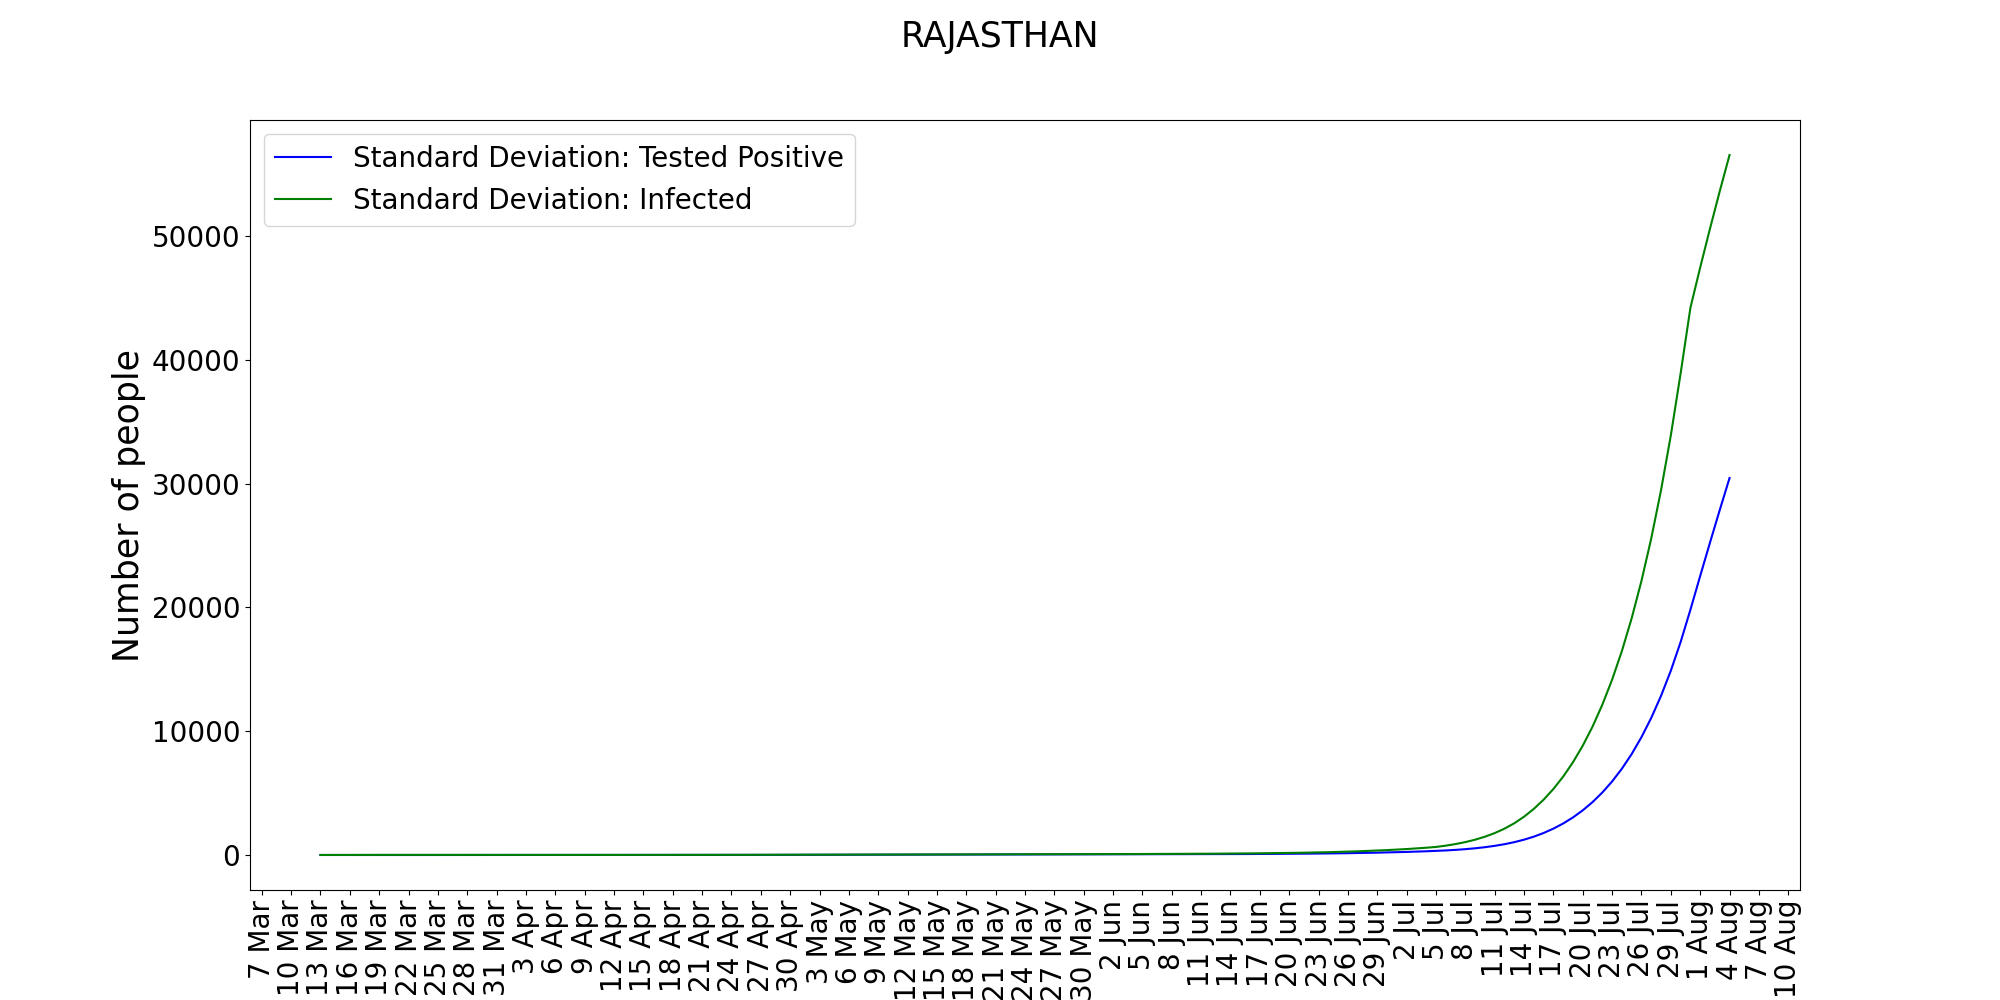 RAJASTHAN
Standard Deviation: Tested Positive
Standard Deviation: Infected
Number of people
50000
40000
30000
20000
10000
0
7 Mar
10 Mar
13 Mar
16 Mar
19 Mar
22 Mar
25 Mar
28 Mar
31 Mar
3 Apr
6 Apr
9 Apr
12 Apr
15 Apr
18 Apr
21 Apr
24 Apr
27 Apr
30 Apr
3 May
6 May
9 May
12 May
15 May
18 May
21 May
24 May
27 May
30 May
2 Jun
5 Jun
8 Jun
11 Jun
14 Jun
17 Jun
20 Jun
23 Jun
26 Jun
29 Jun
2 Jul
5 Jul
8 Jul
11 Jul
14 Jul
17 Jul
20 Jul
23 Jul
26 Jul
29 Jul
1 Aug
4 Aug
7 Aug
10 Aug